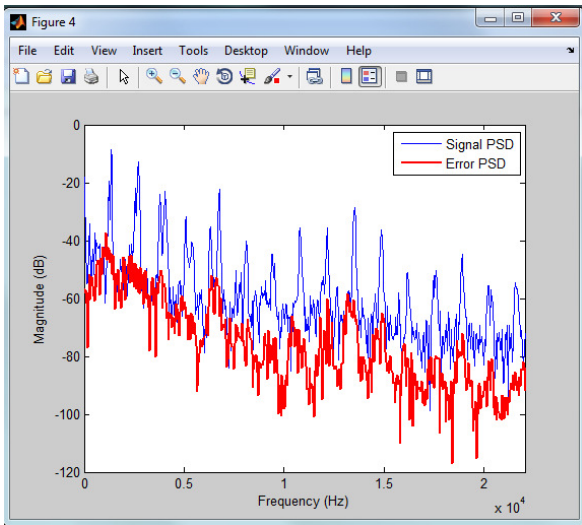 Figure 4
File Edit View Insert Tools Desktop Window Help
Signal PSD
Error PSD
Magnitude (dB)
0
-20
-40
-60
-80
-100
-120
0 0.5 1 1.5 2
Frequency (Hz)
x 10^4